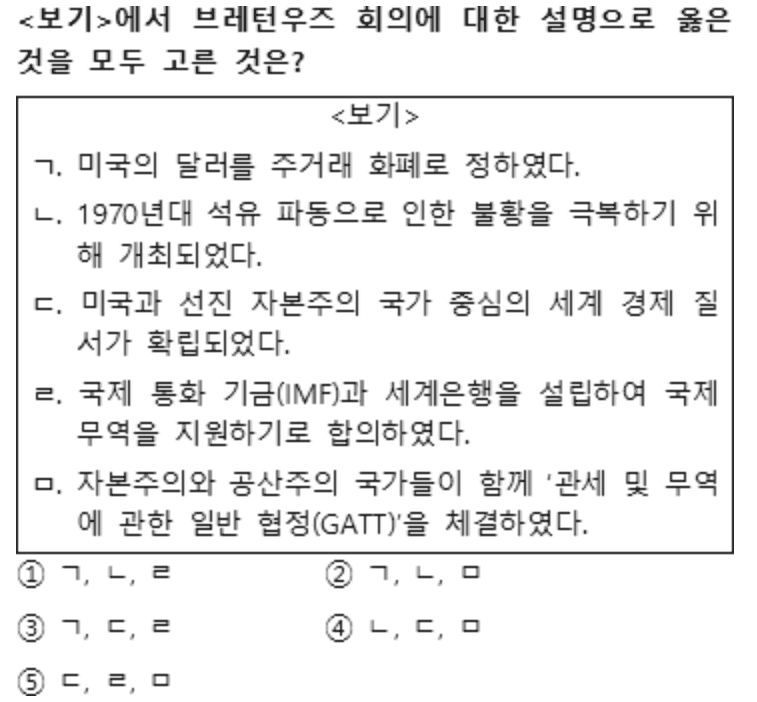 <보기>에서 브레턴우즈 회의에 대한 설명으로 옳은
것을 모두 고른 것은?
<보기>
ㄱ. 미국의 달러를 주거래 화폐로 정하였다.
ㄴ. 1970년대 석유 파동으로 인한 불황을 극복하기 위
해 개최되었다.
ㄷ. 미국과 선진 자본주의 국가 중심의 세계 경제 질
서가 확립되었다.
ㄹ. 국제 통화 기금(IMF)과 세계은행을 설립하여 국제
무역을 지원하기로 합의하였다.
ㅁ. 자본주의와 공산주의 국가들이 함께 '관세 및 무역
에 관한 일반 협정(GATT)'을 체결하였다.
① ㄱ, ㄴ, ㄹ ② ㄱ, ㄴ, ㅁ
③ ㄱ, ㄷ, ㄹ ④ ㄴ, ㄷ, ㅁ
⑤ ㄷ, ㄹ, ㅁ